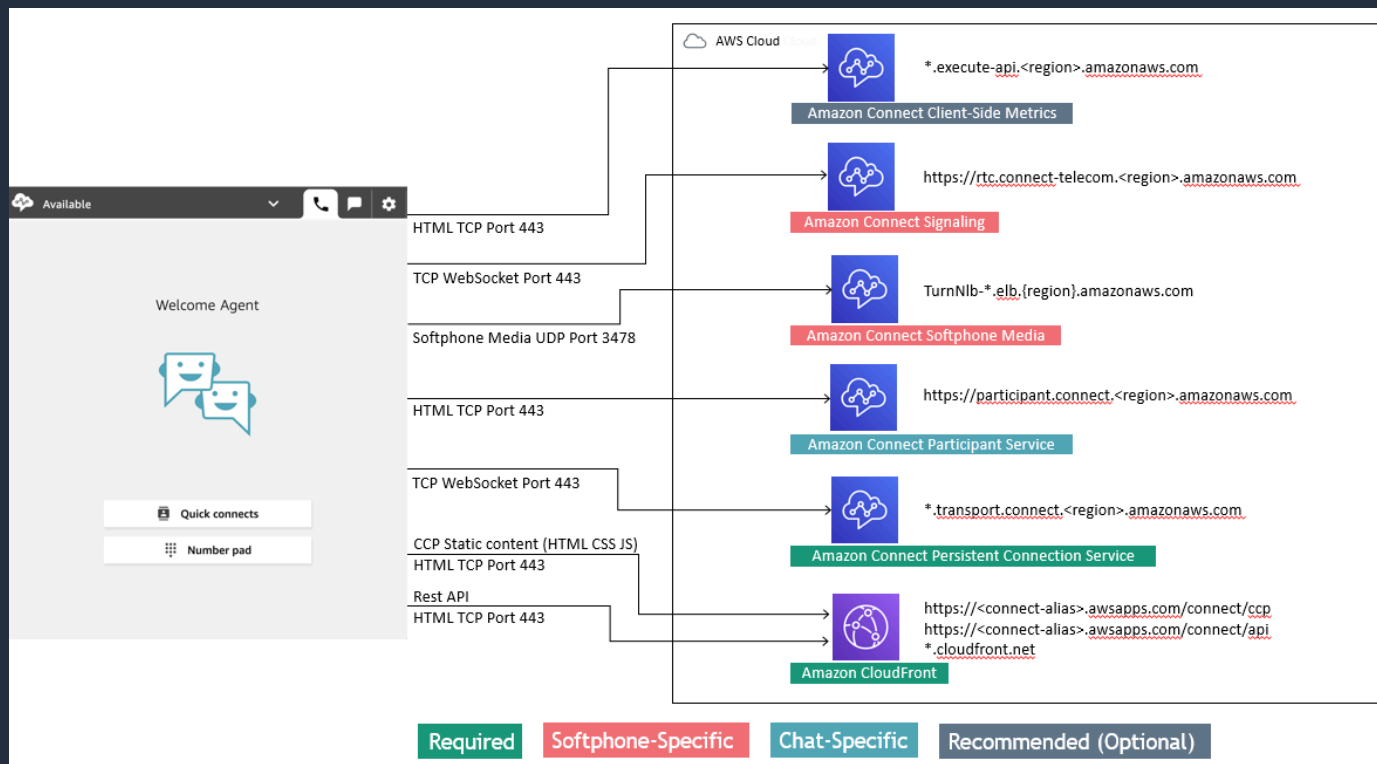 AWS Cloud
*.execute-api.<region>.amazonaws.com
Amazon Connect Client-Side Metrics
https://rtc.connect-telecom.<region>.amazonaws.com
Amazon Connect Signaling
TurnNlb-*.elb.{region}.amazonaws.com
Amazon Connect Softphone Media
https://participant.connect.<region>.amazonaws.com
Amazon Connect Participant Service
*.transport.connect.<region>.amazonaws.com
Amazon Connect Persistent Connection Service
https://<connect-alias>.awsapps.com/connect/ccp
https://<connect-alias>.awsapps.com/connect/api
*.cloudfront.net
Amazon CloudFront
Available
Welcome Agent
Quick connects
Number pad
HTML TCP Port 443
TCP WebSocket Port 443
Softphone Media UDP Port 3478
HTML TCP Port 443
TCP WebSocket Port 443
CCP Static content (HTML CSS JS)
HTML TCP Port 443
Rest API
HTML TCP Port 443
Required
Softphone-Specific
Chat-Specific
Recommended (Optional)